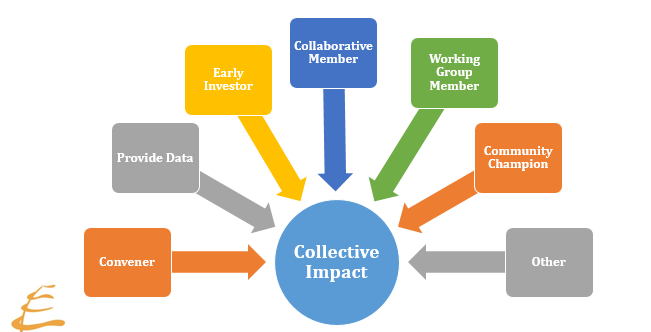 Collaborative
Member
Early
Investor
Working
Group
Member
Provide Data
Community
Champion
Convener
Collective
Impact
Other
E